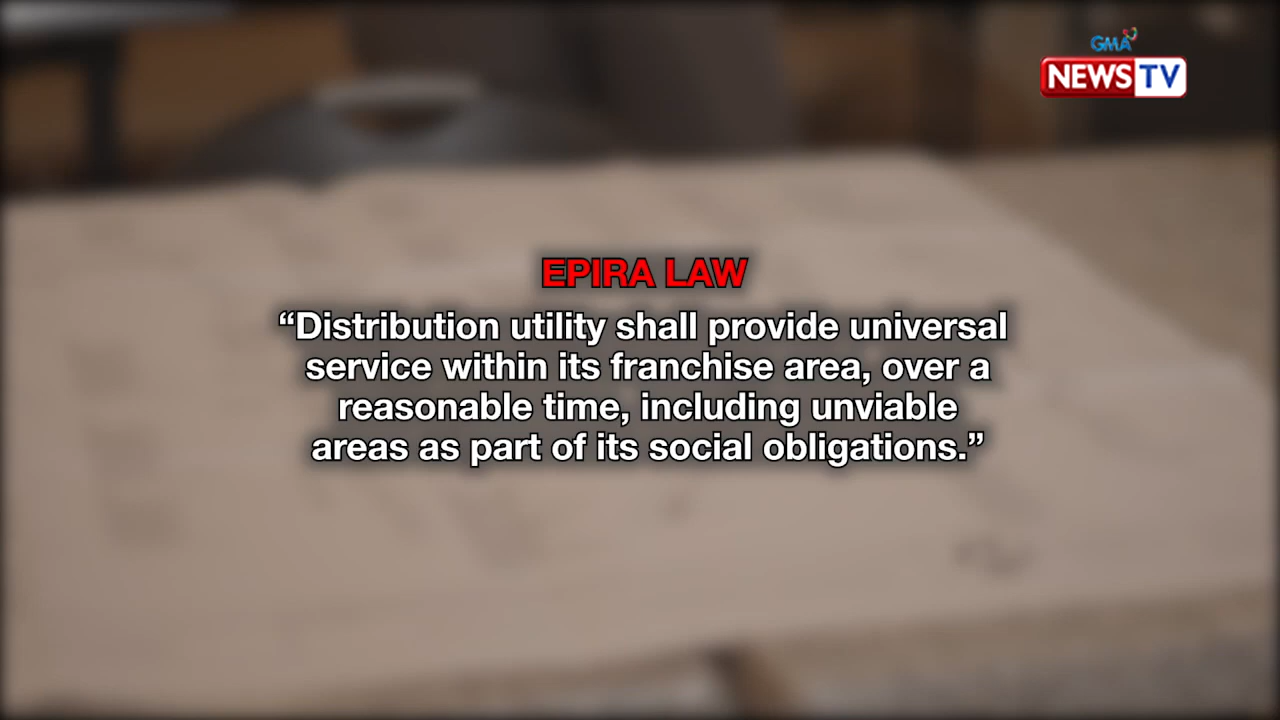 GMA
NEWS TV
EPIRA LAW
“Distribution utility shall provide universal
service within its franchise area, over a
reasonable time, including unviable
areas as part of its social obligations.”